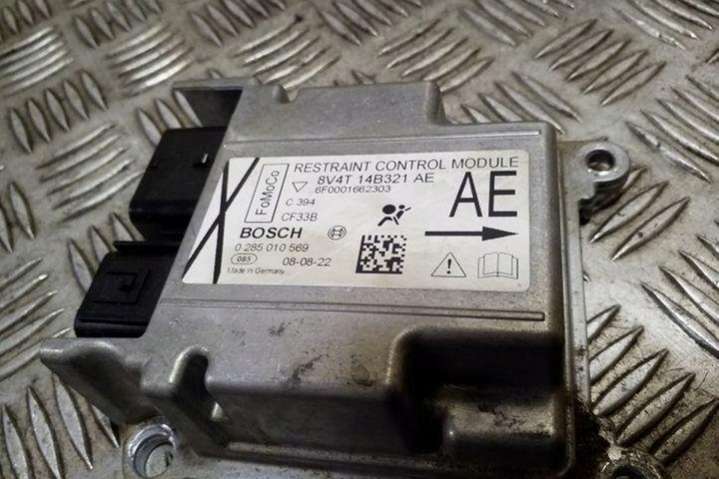 FoMoCo
RESTRAINT CONTROL MODULE
8V4T 14B321 AE
6F0001662303
C 394
CF33B
AE
BOSCH
0 285 010 569
085 08-08-22
Made in Germany